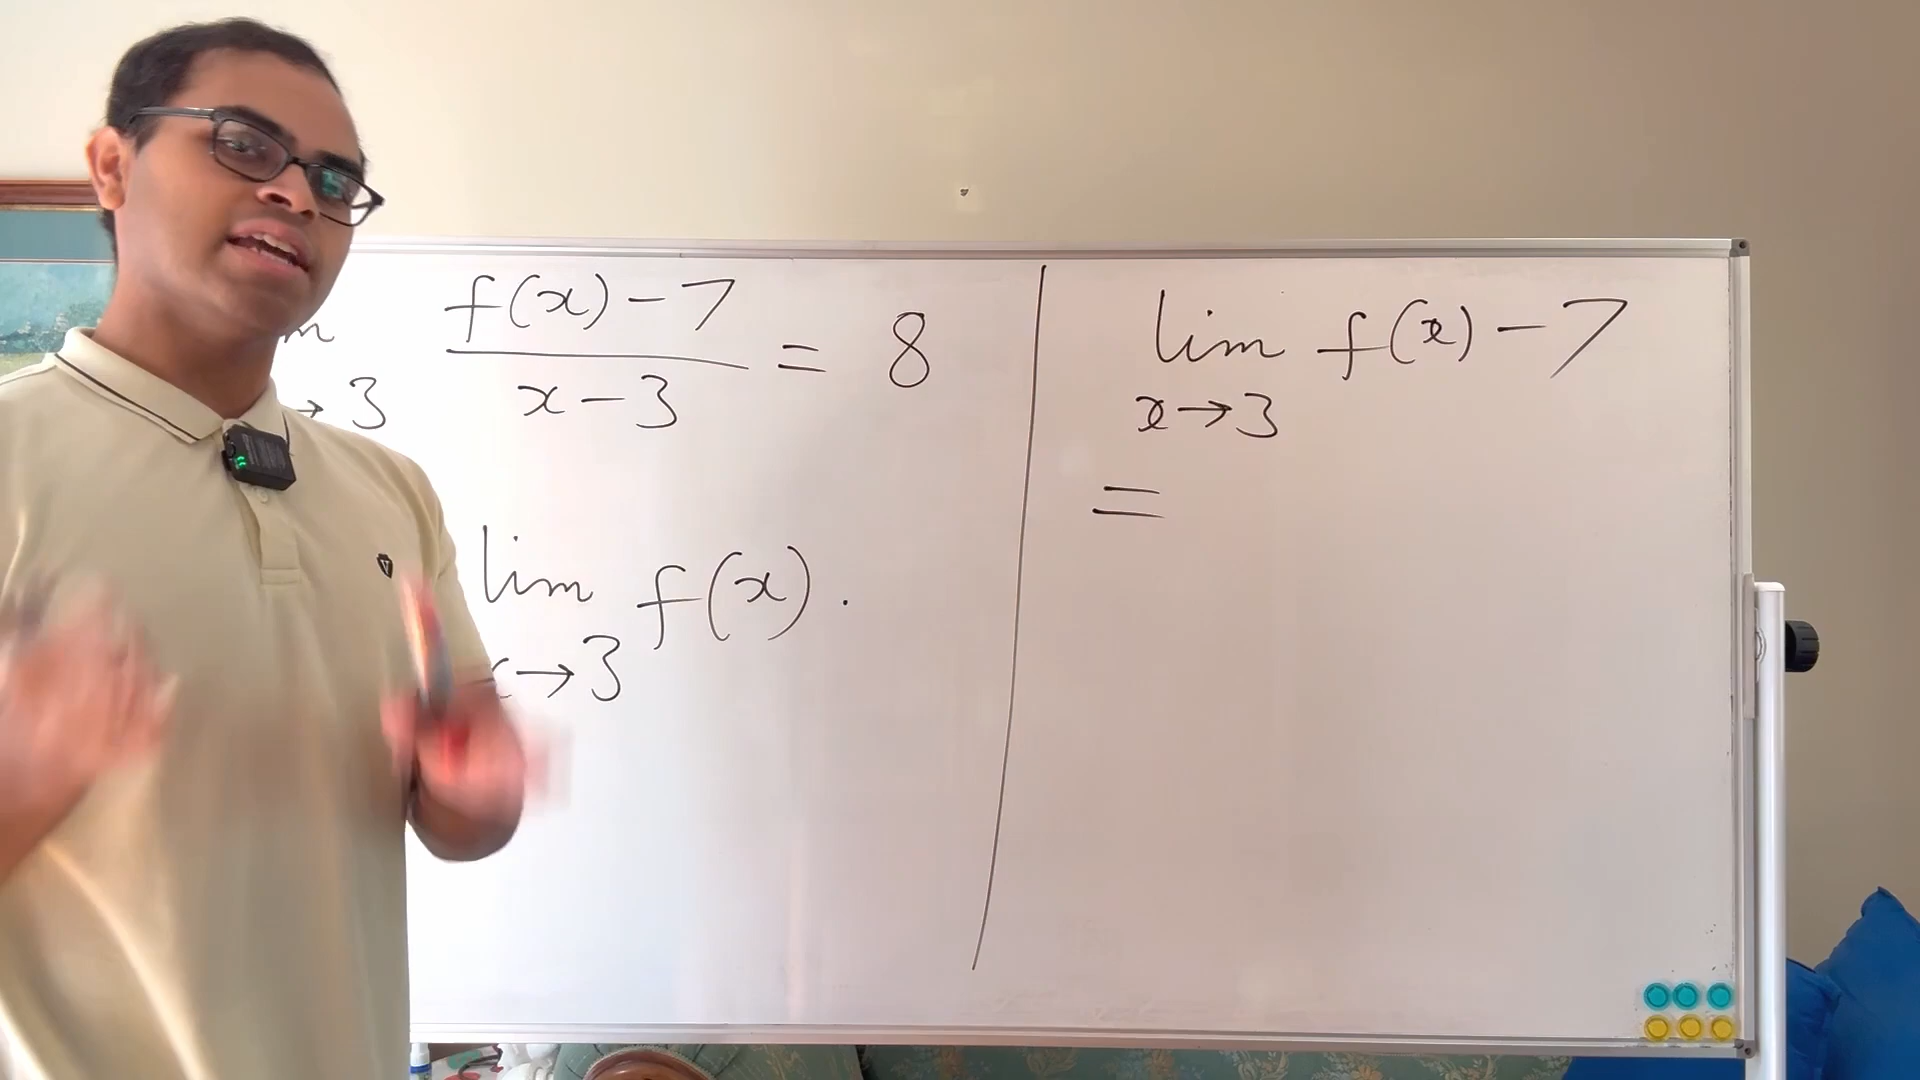 m f(x) - 7
x - 3 = 8
→ 3
lim f(x) .
x → 3
lim f(x) - 7
x → 3
=